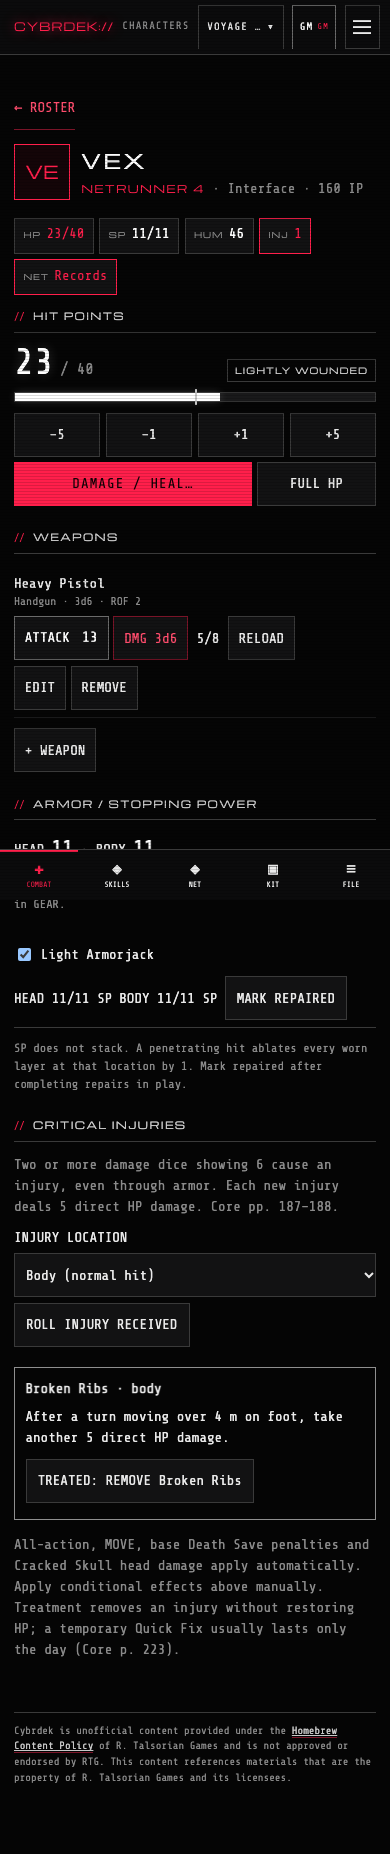 CYBRDEK:// CHARACTERS VOYAGE … ▾ GM GM
← ROSTER
VE VEX
NETRUNNER 4 · Interface · 160 IP
HP 23/40 SP 11/11 HUM 46 INJ 1
NET Records
// HIT POINTS
23 / 40 LIGHTLY WOUNDED
−5 −1 +1 +5
DAMAGE / HEAL… FULL HP
// WEAPONS
Heavy Pistol
Handgun · 3d6 · ROF 2
ATTACK 13 DMG 3d6 5/8 RELOAD
EDIT REMOVE
+ WEAPON
// ARMOR / STOPPING POWER
HEAD 11 · BODY 11
COMBAT SKILLS NET KIT FILE
in GEAR.
Light Armorjack
HEAD 11/11 SP BODY 11/11 SP MARK REPAIRED
SP does not stack. A penetrating hit ablates every worn
layer at that location by 1. Mark repaired after
completing repairs in play.
// CRITICAL INJURIES
Two or more damage dice showing 6 cause an
injury, even through armor. Each new injury
deals 5 direct HP damage. Core pp. 187–188.
INJURY LOCATION
Body (normal hit)
ROLL INJURY RECEIVED
Broken Ribs · body
After a turn moving over 4 m on foot, take
another 5 direct HP damage.
TREATED: REMOVE Broken Ribs
All-action, MOVE, base Death Save penalties and
Cracked Skull head damage apply automatically.
Apply conditional effects above manually.
Treatment removes an injury without restoring
HP; a temporary Quick Fix usually lasts only
the day (Core p. 223).
Cybrdek is unofficial content provided under the Homebrew
Content Policy of R. Talsorian Games and is not approved or
endorsed by RTG. This content references materials that are the
property of R. Talsorian Games and its licensees.